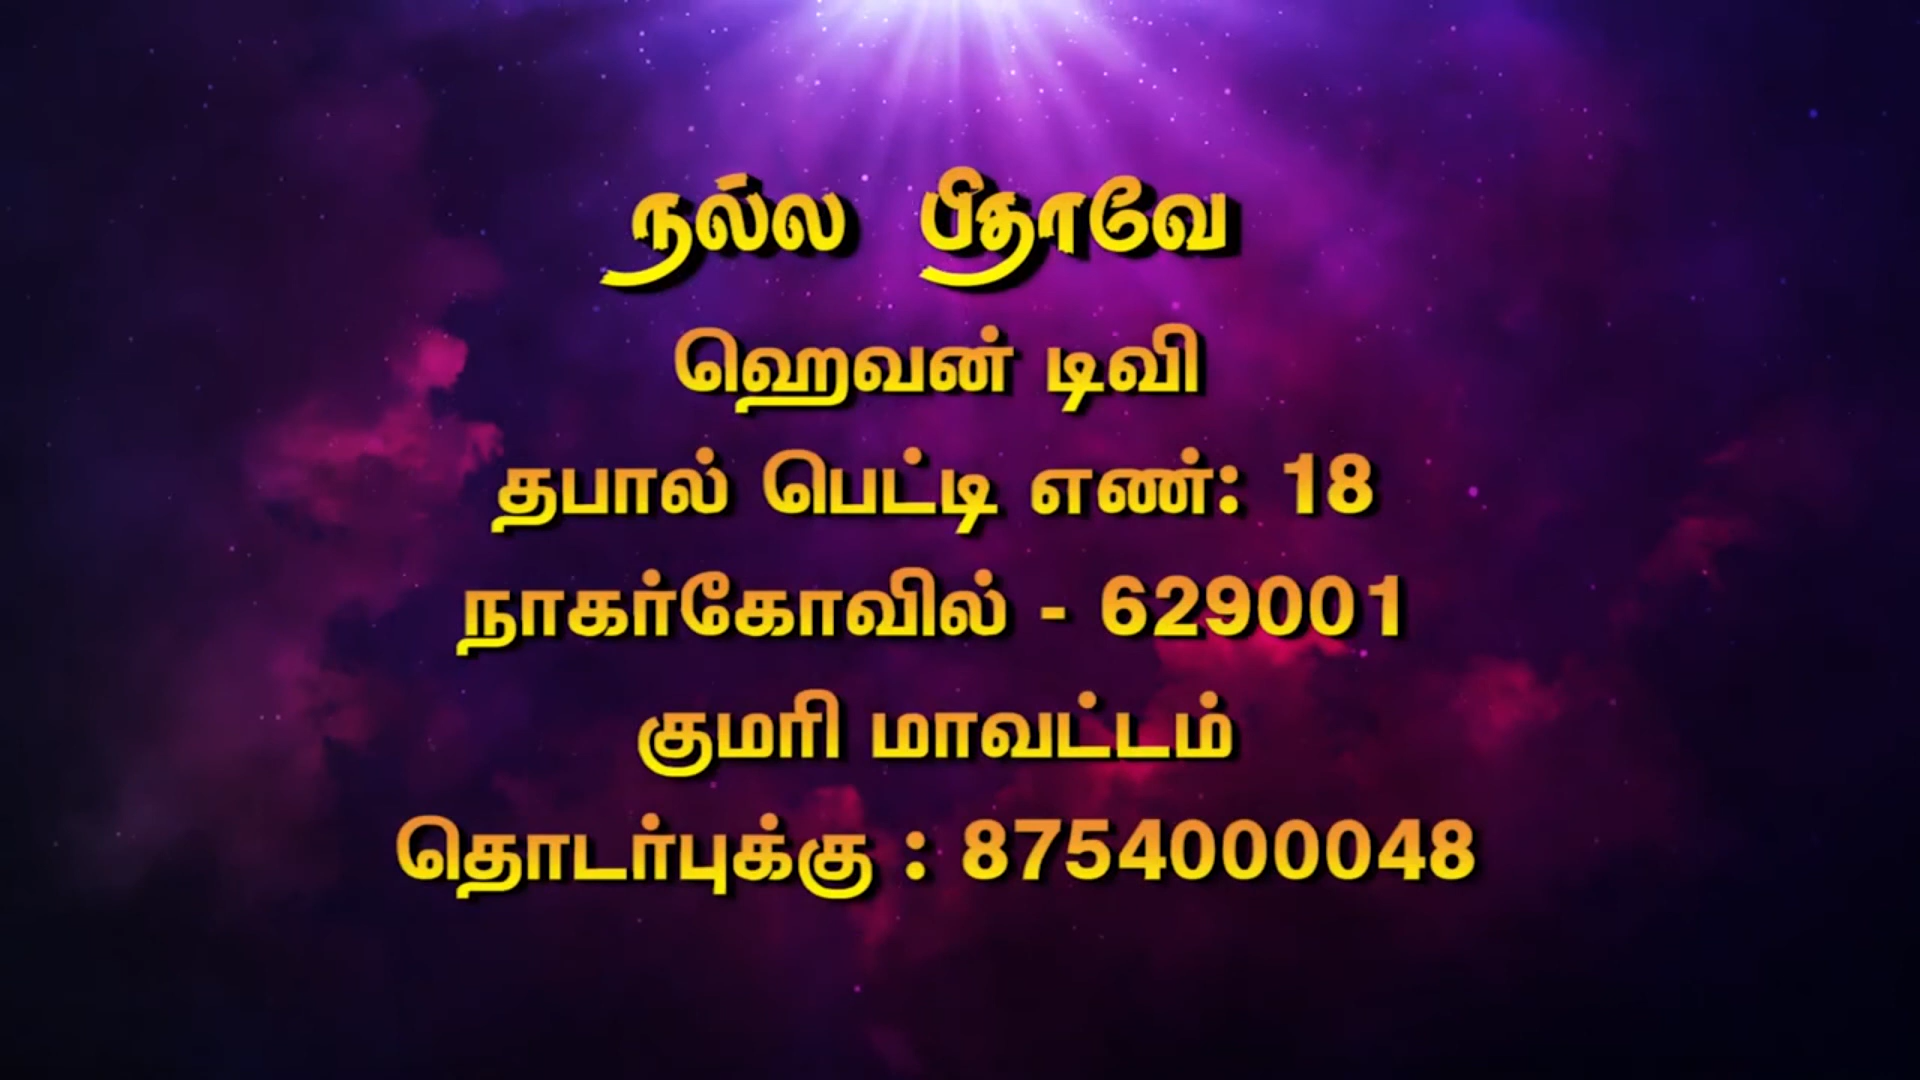 நல்ல பீதாவே
ஹெவன் டிவி
தபால் பெட்டி எண்: 18
நாகர்கோவில் - 629001
குமரி மாவட்டம்
தொடர்புக்கு : 8754000048